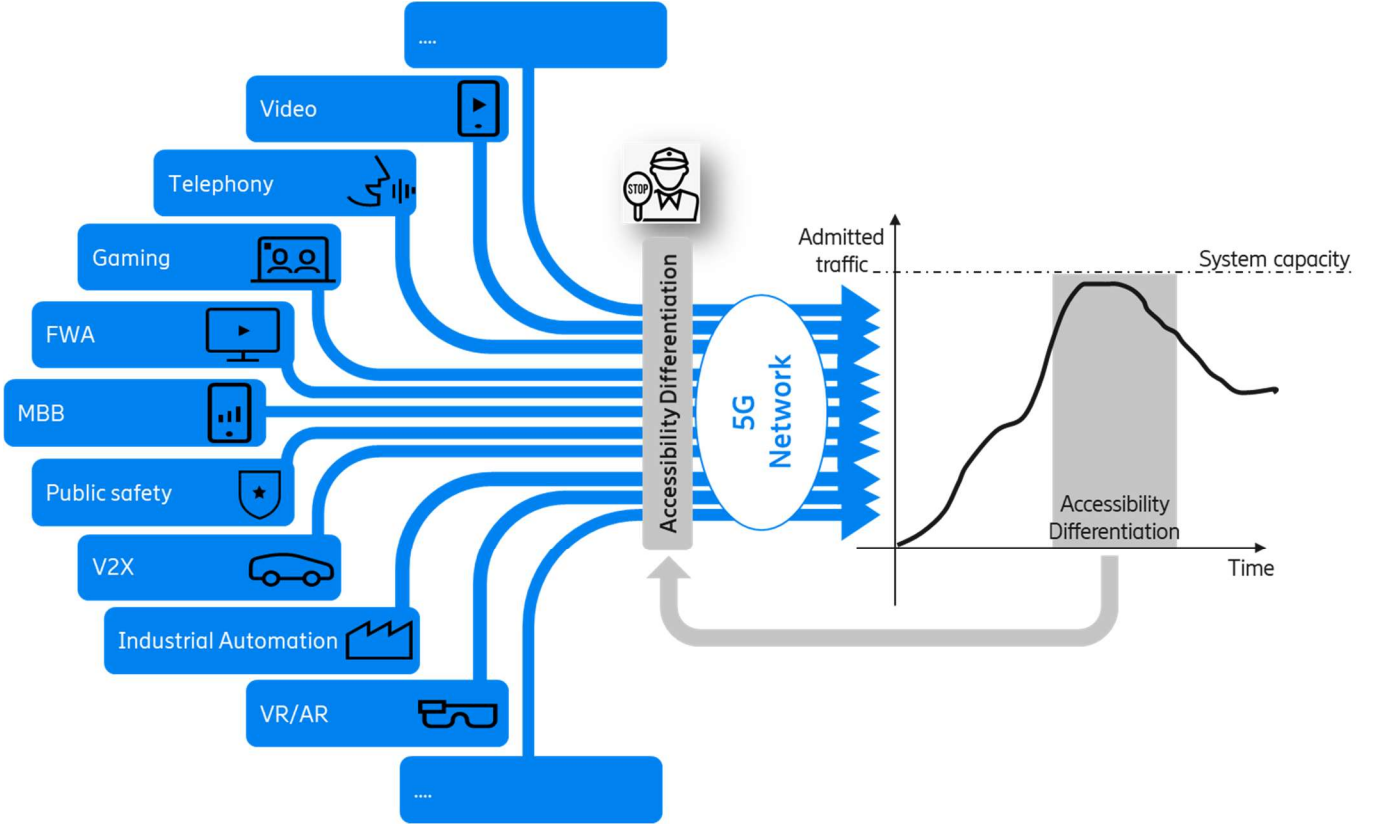 ....
Video
Telephony
Gaming
FWA
MBB
Public safety
V2X
Industrial Automation
VR/AR
....
STOP
Accessibility Differentiation
5G
Network
Admitted
traffic
System capacity
Accessibility
Differentiation
Time